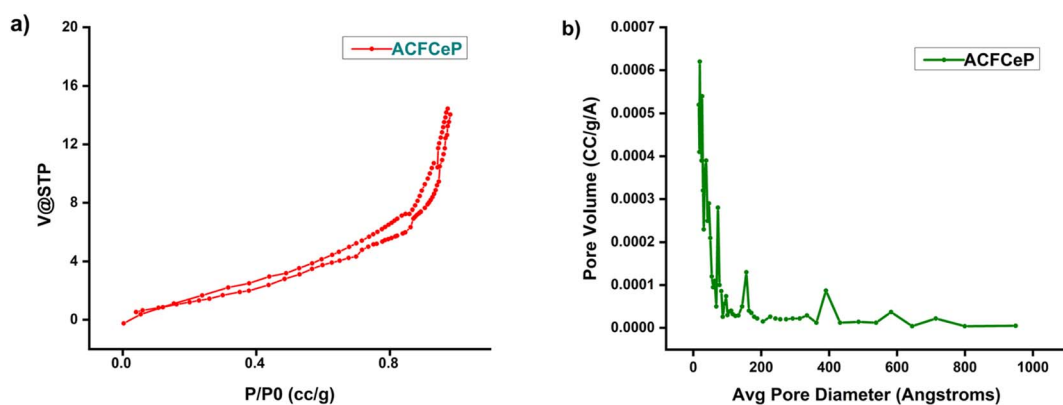 a)
20
16
12
8
4
0
V@STP
ACFCeP
0.0 0.4 0.8
P/P0 (cc/g)
b)
0.0007
0.0006
0.0005
0.0004
0.0003
0.0002
0.0001
0.0000
Pore Volume (CC/g/A)
ACFCeP
0 200 400 600 800 1000
Avg Pore Diameter (Angstroms)